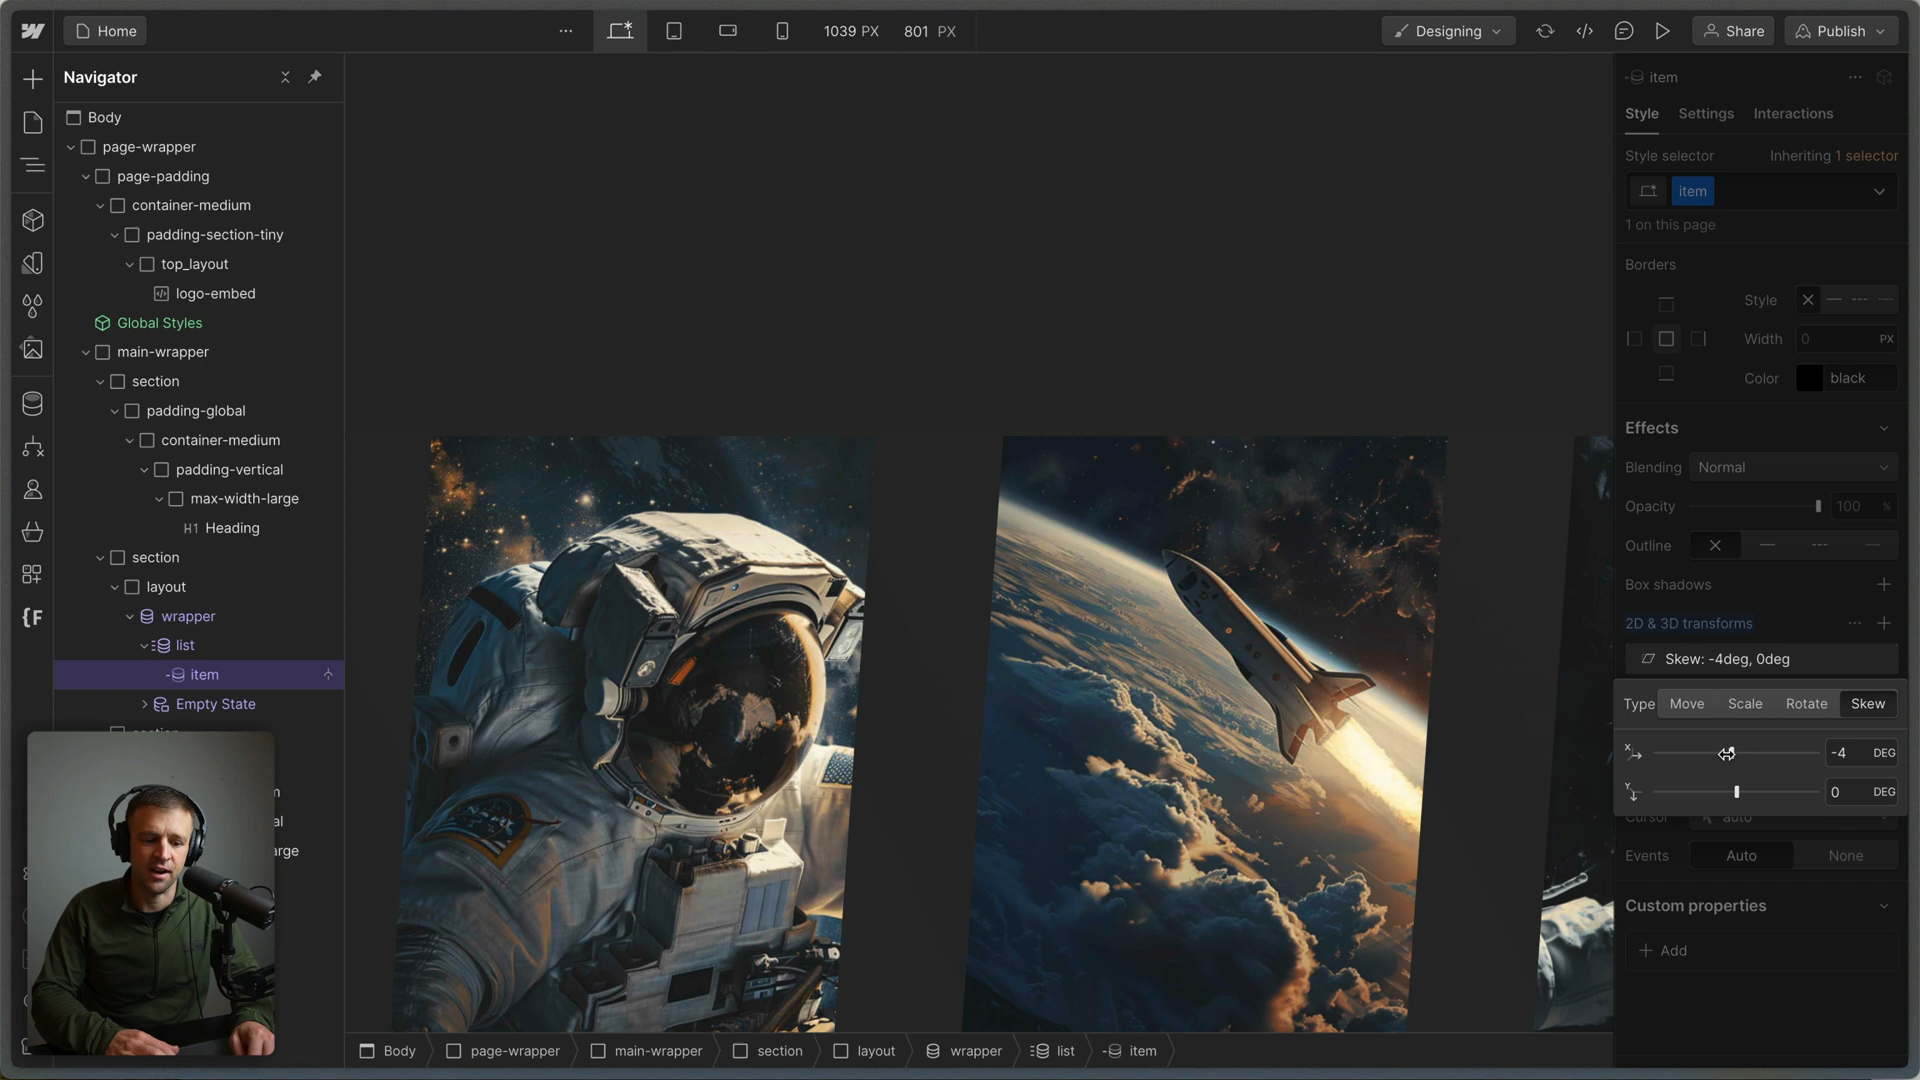 Home
1039 PX 801 PX
Designing
Share
Publish
Navigator
Body
page-wrapper
page-padding
container-medium
padding-section-tiny
top_layout
logo-embed
Global Styles
main-wrapper
section
padding-global
container-medium
padding-vertical
max-width-large
H1 Heading
section
layout
wrapper
list
item
Empty State
item
Style Settings Interactions
Style selector Inheriting 1 selector
item
1 on this page
Borders
Style
Width 0 PX
Color black
Effects
Blending Normal
Opacity 100 %
Outline
Box shadows
2D & 3D transforms
Skew: -4deg, 0deg
Type Move Scale Rotate Skew
X -4 DEG
Y 0 DEG
Cursor auto
Events Auto None
Custom properties
Add
Body page-wrapper main-wrapper section layout wrapper list item